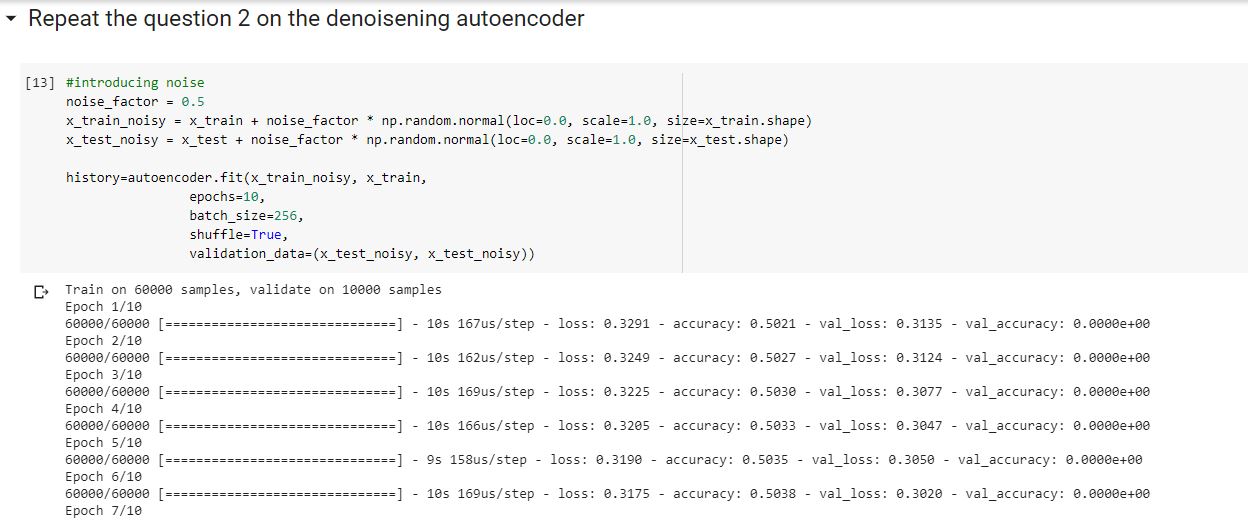 Repeat the question 2 on the denoisening autoencoder
[13] #introducing noise
noise_factor = 0.5
x_train_noisy = x_train + noise_factor * np.random.normal(loc=0.0, scale=1.0, size=x_train.shape)
x_test_noisy = x_test + noise_factor * np.random.normal(loc=0.0, scale=1.0, size=x_test.shape)
history=autoencoder.fit(x_train_noisy, x_train,
epochs=10,
batch_size=256,
shuffle=True,
validation_data=(x_test_noisy, x_test_noisy))
Train on 60000 samples, validate on 10000 samples
Epoch 1/10
60000/60000 [==============================] - 10s 167us/step - loss: 0.3291 - accuracy: 0.5021 - val_loss: 0.3135 - val_accuracy: 0.0000e+00
Epoch 2/10
60000/60000 [==============================] - 10s 162us/step - loss: 0.3249 - accuracy: 0.5027 - val_loss: 0.3124 - val_accuracy: 0.0000e+00
Epoch 3/10
60000/60000 [==============================] - 10s 169us/step - loss: 0.3225 - accuracy: 0.5030 - val_loss: 0.3077 - val_accuracy: 0.0000e+00
Epoch 4/10
60000/60000 [==============================] - 10s 166us/step - loss: 0.3205 - accuracy: 0.5033 - val_loss: 0.3047 - val_accuracy: 0.0000e+00
Epoch 5/10
60000/60000 [==============================] - 9s 158us/step - loss: 0.3190 - accuracy: 0.5035 - val_loss: 0.3050 - val_accuracy: 0.0000e+00
Epoch 6/10
60000/60000 [==============================] - 10s 169us/step - loss: 0.3175 - accuracy: 0.5038 - val_loss: 0.3020 - val_accuracy: 0.0000e+00
Epoch 7/10